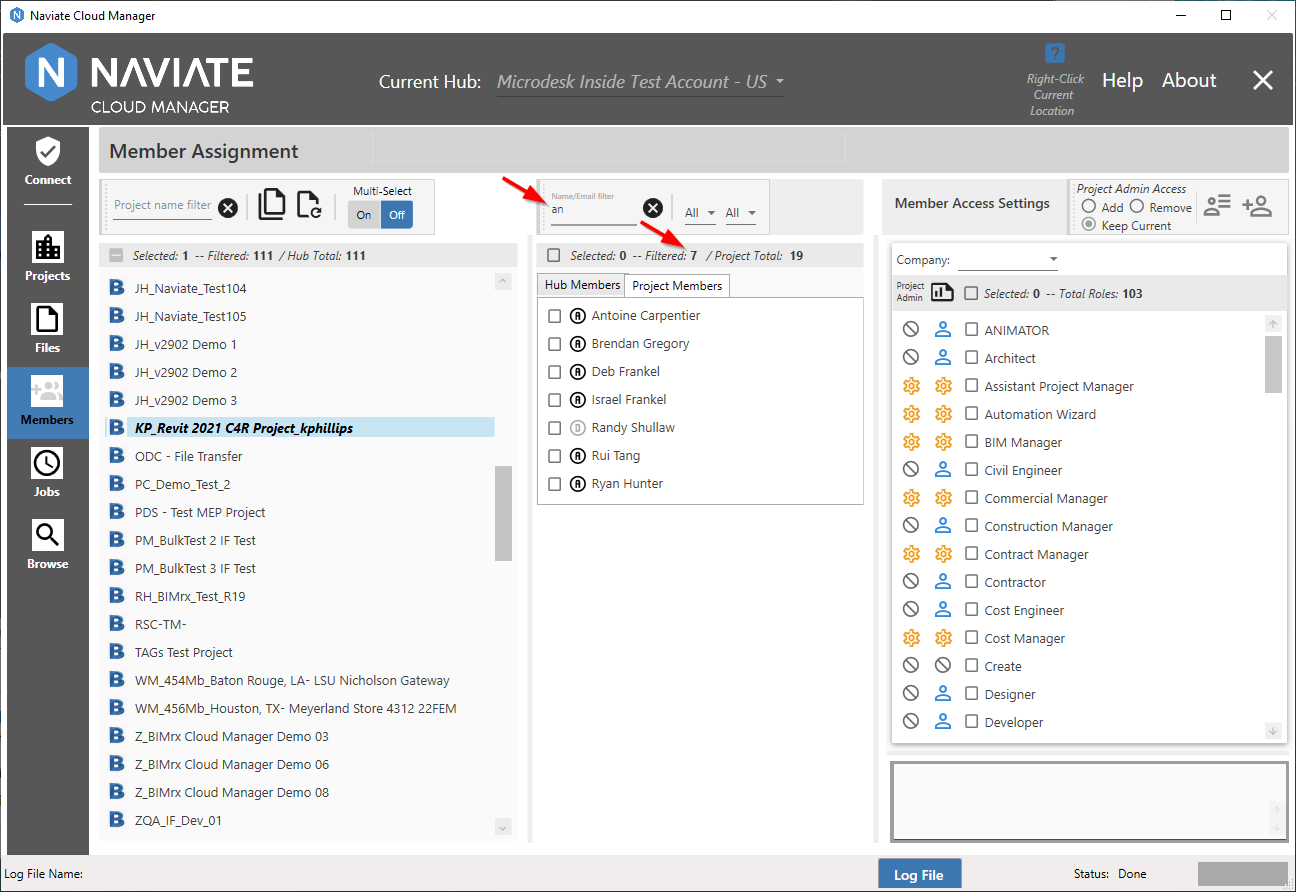 Naviate Cloud Manager
NAVIATE
CLOUD MANAGER
Current Hub: Microdesk Inside Test Account - US
?
Right-Click
Current
Location
Help About
Connect
Projects
Files
Members
Jobs
Browse
Member Assignment
Project name filter
Multi-Select
On Off
Selected: 1 -- Filtered: 111 / Hub Total: 111
B JH_Naviate_Test104
B JH_Naviate_Test105
B JH_v2902 Demo 1
B JH_v2902 Demo 2
B JH_v2902 Demo 3
B KP_Revit 2021 C4R Project_kphillips
B ODC - File Transfer
B PC_Demo_Test_2
B PDS - Test MEP Project
B PM_BulkTest 2 IF Test
B PM_BulkTest 3 IF Test
B RH_BIMrx_Test_R19
B RSC-TM-
B TAGs Test Project
B WM_454Mb_Baton Rouge, LA- LSU Nicholson Gateway
B WM_456Mb_Houston, TX- Meyerland Store 4312 22FEM
B Z_BIMrx Cloud Manager Demo 03
B Z_BIMrx Cloud Manager Demo 06
B Z_BIMrx Cloud Manager Demo 08
B ZQA_IF_Dev_01
Name/Email filter
an
All All
Selected: 0 -- Filtered: 7 / Project Total: 19
Hub Members Project Members
A Antoine Carpentier
A Brendan Gregory
A Deb Frankel
A Israel Frankel
D Randy Shullaw
A Rui Tang
A Ryan Hunter
Member Access Settings
Project Admin Access
Add Remove
Keep Current
Company:
Project
Admin
Selected: 0 -- Total Roles: 103
ANIMATOR
Architect
Assistant Project Manager
Automation Wizard
BIM Manager
Civil Engineer
Commercial Manager
Construction Manager
Contract Manager
Contractor
Cost Engineer
Cost Manager
Create
Designer
Developer
Log File Name:
Log File
Status: Done